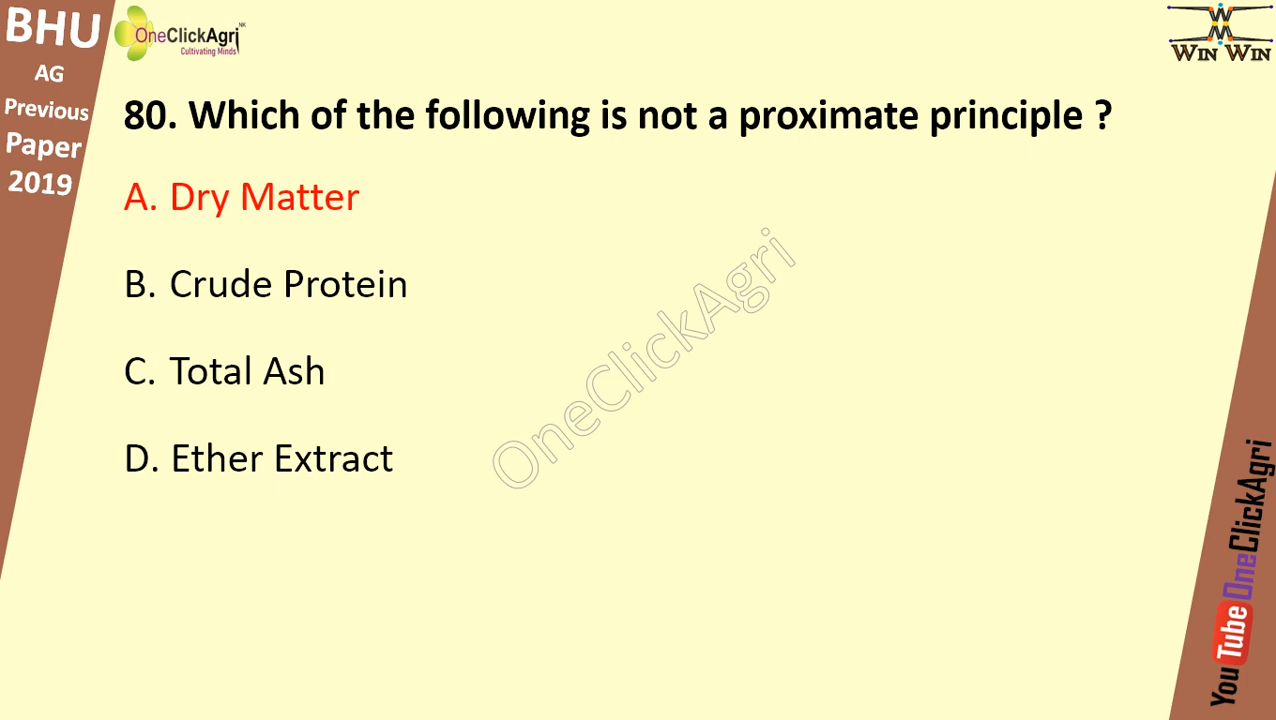 BHU
AG
Previous
Paper
2019
OneClickAgri NK
Cultivating Minds
WIN WIN
80. Which of the following is not a proximate principle ?
A. Dry Matter
B. Crude Protein
C. Total Ash
D. Ether Extract
OneClickAgri
YouTube OneClickAgri